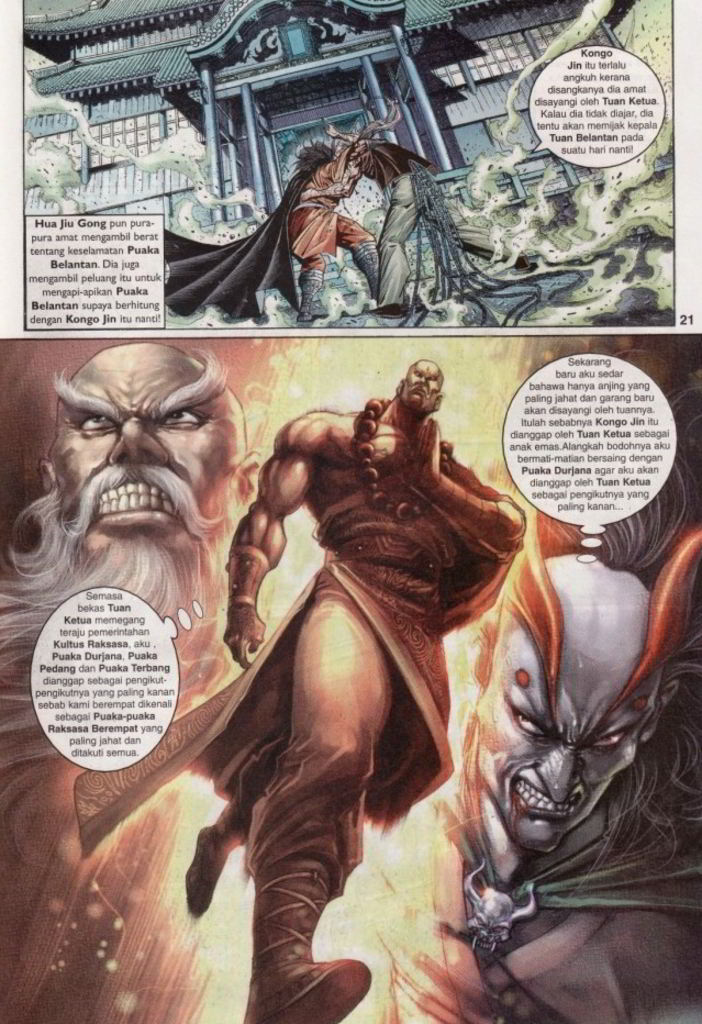 Kongo
Jin itu terlalu
angkuh kerana
disangkanya dia amat
disayangi oleh Tuan Ketua.
Kalau dia tidak diajar, dia
tentu akan memijak kepala
Tuan Belantan pada
suatu hari nanti!
Hua Jiu Gong pun pura-
pura amat mengambil berat
tentang keselamatan Puaka
Belantan. Dia juga
mengambil peluang itu untuk
mengapi-apikan Puaka
Belantan supaya berhitung
dengan Kongo Jin itu nanti!
21
Sekarang
baru aku sedar
bahawa hanya anjing yang
paling jahat dan garang baru
akan disayangi oleh tuannya.
Itulah sebabnya Kongo Jin itu
dianggap oleh Tuan Ketua sebagai
anak emas.Alangkah bodohnya aku
bermati-matian bersaing dengan
Puaka Durjana agar aku akan
dianggap oleh Tuan Ketua
sebagai pengikutnya yang
paling kanan...
Semasa
bekas Tuan
Ketua memegang
teraju pemerintahan
Kultus Raksasa, aku ,
Puaka Durjana, Puaka
Pedang dan Puaka Terbang
dianggap sebagai pengikut-
pengikutnya yang paling kanan
sebab kami berempat dikenali
sebagai Puaka-puaka
Raksasa Berempat yang
paling jahat dan
ditakuti semua.